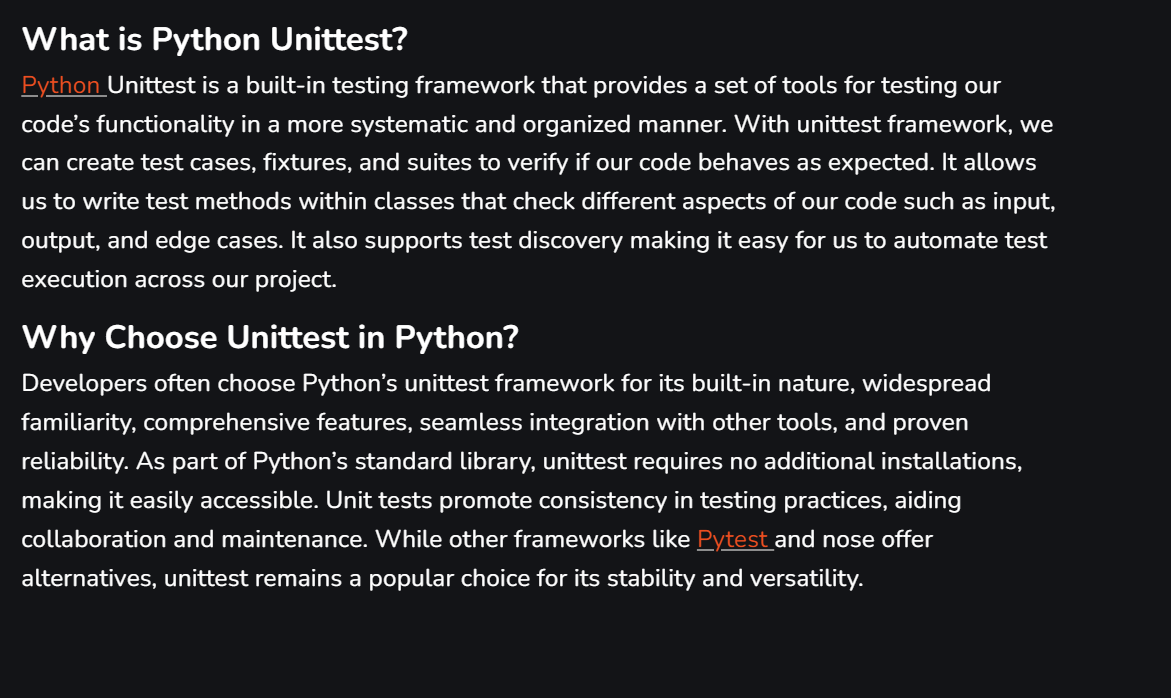 What is Python Unittest?
Python Unittest is a built-in testing framework that provides a set of tools for testing our
code’s functionality in a more systematic and organized manner. With unittest framework, we
can create test cases, fixtures, and suites to verify if our code behaves as expected. It allows
us to write test methods within classes that check different aspects of our code such as input,
output, and edge cases. It also supports test discovery making it easy for us to automate test
execution across our project.
Why Choose Unittest in Python?
Developers often choose Python’s unittest framework for its built-in nature, widespread
familiarity, comprehensive features, seamless integration with other tools, and proven
reliability. As part of Python’s standard library, unittest requires no additional installations,
making it easily accessible. Unit tests promote consistency in testing practices, aiding
collaboration and maintenance. While other frameworks like Pytest and nose offer
alternatives, unittest remains a popular choice for its stability and versatility.